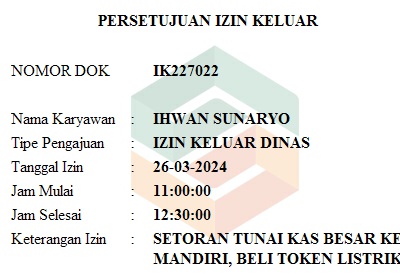 PERSETUJUAN IZIN KELUAR
NOMOR DOK IK227022
Nama Karyawan : IHWAN SUNARYO
Tipe Pengajuan : IZIN KELUAR DINAS
Tanggal Izin : 26-03-2024
Jam Mulai : 11:00:00
Jam Selesai : 12:30:00
Keterangan Izin : SETORAN TUNAI KAS BESAR KE
MANDIRI, BELI TOKEN LISTRIK